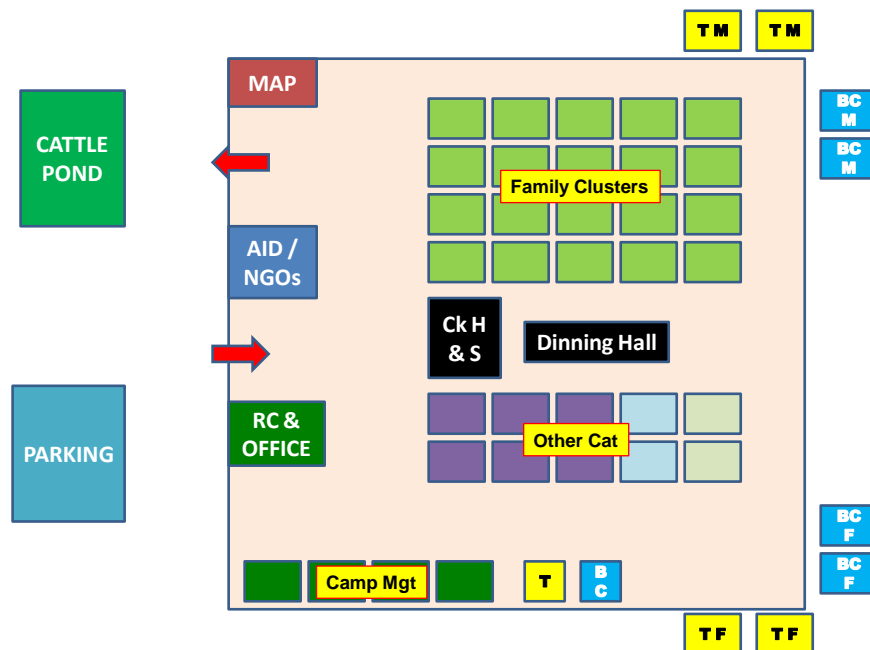 T M
T M
MAP
BC
M
BC
M
CATTLE
POND
Family Clusters
AID /
NGOs
Ck H
& S
Dinning Hall
RC &
OFFICE
PARKING
Other Cat
BC
F
BC
F
Camp Mgt
T
B
C
T F
T F